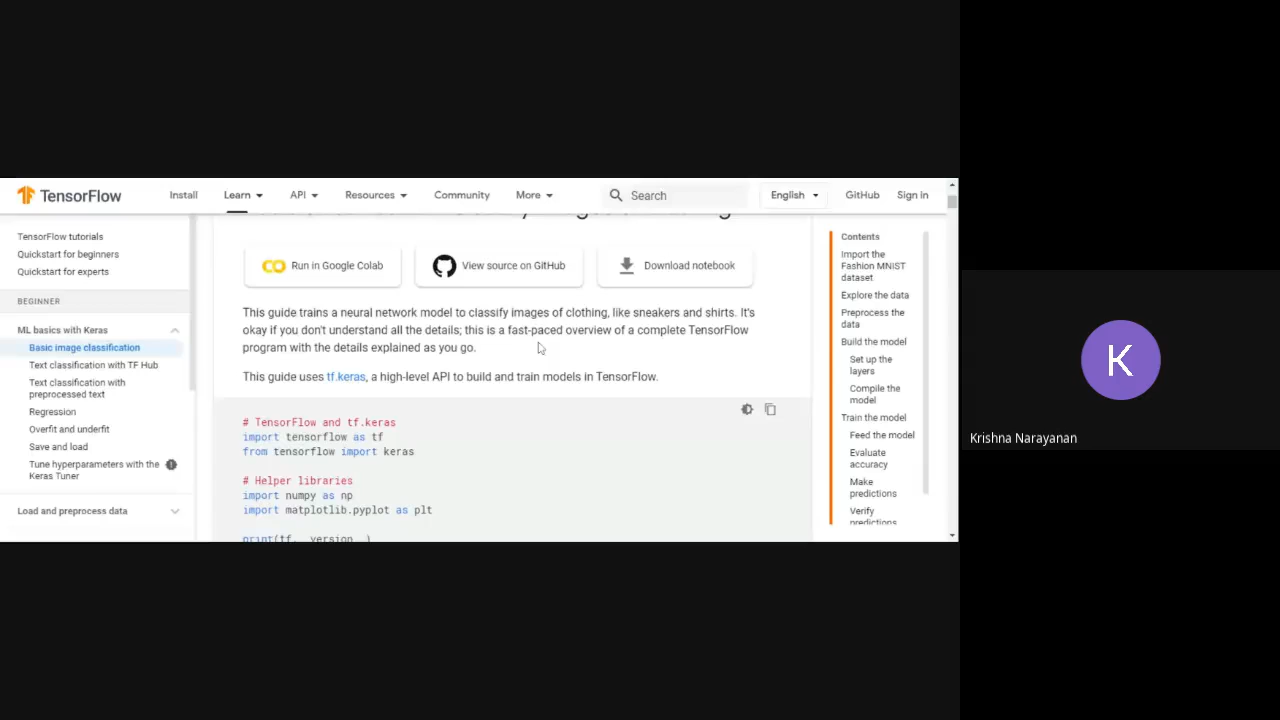 TensorFlow
Install
Learn
API
Resources
Community
More
Search
English
GitHub
Sign in
TensorFlow tutorials
Quickstart for beginners
Quickstart for experts
BEGINNER
ML basics with Keras
Basic image classification
Text classification with TF Hub
Text classification with
preprocessed text
Regression
Overfit and underfit
Save and load
Tune hyperparameters with the
Keras Tuner
Load and preprocess data
Run in Google Colab
View source on GitHub
Download notebook
This guide trains a neural network model to classify images of clothing, like sneakers and shirts. It's
okay if you don't understand all the details; this is a fast-paced overview of a complete TensorFlow
program with the details explained as you go.
This guide uses tf.keras, a high-level API to build and train models in TensorFlow.
# TensorFlow and tf.keras
import tensorflow as tf
from tensorflow import keras
# Helper libraries
import numpy as np
import matplotlib.pyplot as plt
print(tf.__version__)
Contents
Import the
Fashion MNIST
dataset
Explore the data
Preprocess the
data
Build the model
Set up the
layers
Compile the
model
Train the model
Feed the model
Evaluate
accuracy
Make
predictions
Verify
predictions
K
Krishna Narayanan